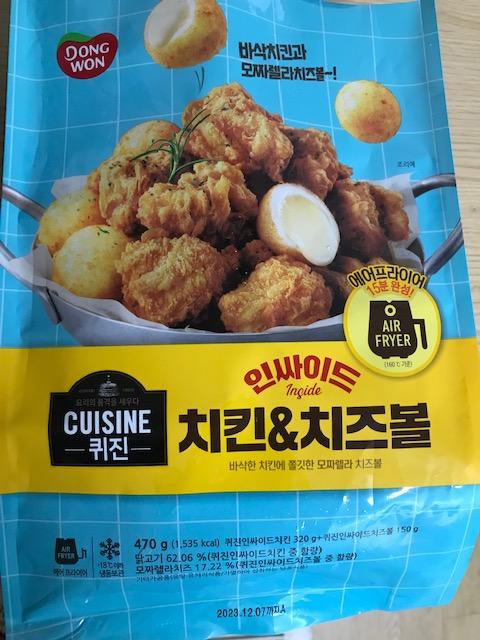 DONG
WON
바삭치킨과
모짜렐라치즈볼~!
조리예
에어프라이어
15분 완성!
AIR
FRYER
(160℃ 기준)
요리의 품격을 세우다
CUISINE
퀴진
인싸이드
Inside
치킨&치즈볼
바삭한 치킨에 쫄깃한 모짜렐라 치즈볼
AIR
FRYER
에어프라이어
-18℃이하
냉동보관
470 g (1,535 kcal) 퀴진인싸이드치킨 320 g+퀴진인싸이드치즈볼 150 g
닭고기 62.06 %(퀴진인싸이드치킨 중 함량)
모짜렐라치즈 17.22 %(퀴진인싸이드치즈볼 중 함량)
2023.12.07까지A